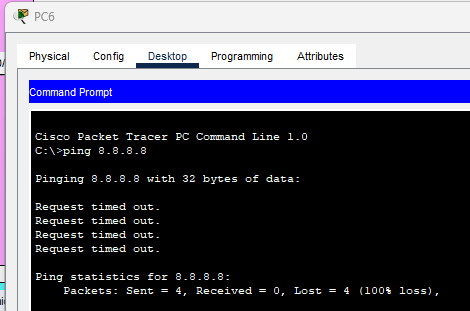 PC6
Physical Config Desktop Programming Attributes
Command Prompt
Cisco Packet Tracer PC Command Line 1.0
C:\>ping 8.8.8.8
Pinging 8.8.8.8 with 32 bytes of data:
Request timed out.
Request timed out.
Request timed out.
Request timed out.
Ping statistics for 8.8.8.8:
Packets: Sent = 4, Received = 0, Lost = 4 (100% loss),